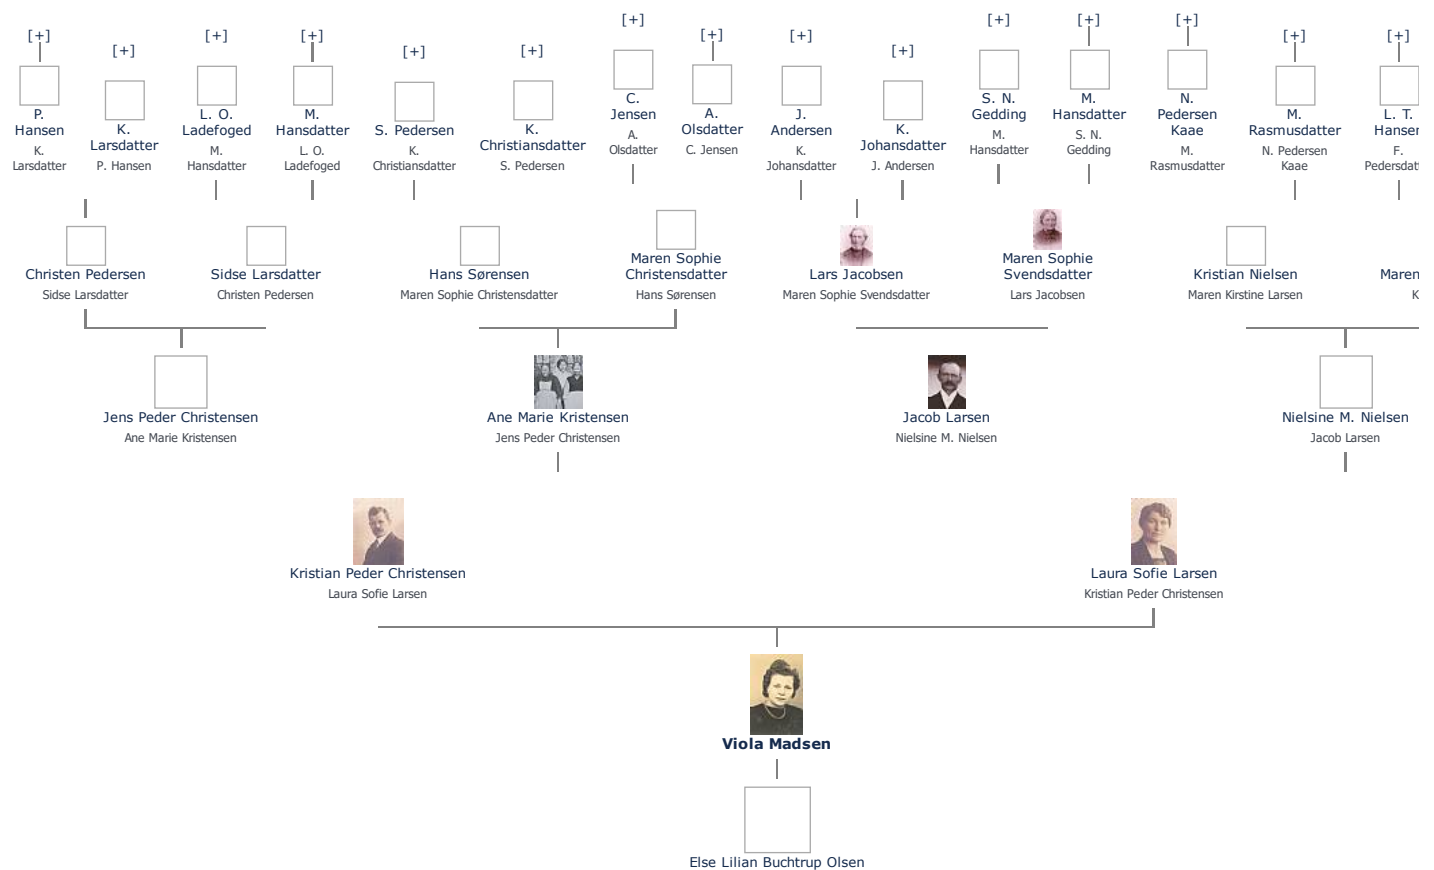 [+] [+] [+] [+] [+] [+] [+] [+] [+] [+] [+] [+] [+] [+] [+]
P.
Hansen
K.
Larsdatter
K.
Larsdatter
P. Hansen
L. O.
Ladefoged
M.
Hansdatter
M.
Hansdatter
L. O.
Ladefoged
S. Pedersen
K.
Christiansdatter
K.
Christiansdatter
S. Pedersen
C.
Jensen
A.
Olsdatter
A.
Olsdatter
C. Jensen
J.
Andersen
K.
Johansdatter
K.
Johansdatter
J. Andersen
S. N.
Gedding
M.
Hansdatter
M.
Hansdatter
S. N.
Gedding
N.
Pedersen
Kaae
M.
Rasmusdatter
M.
Rasmusdatter
N. Pedersen
Kaae
L. T.
Hansen
F.
Pedersdatt
Christen Pedersen
Sidse Larsdatter
Sidse Larsdatter
Christen Pedersen
Hans Sørensen
Maren Sophie Christensdatter
Maren Sophie
Christensdatter
Hans Sørensen
Lars Jacobsen
Maren Sophie Svendsdatter
Maren Sophie
Svendsdatter
Lars Jacobsen
Kristian Nielsen
Maren Kirstine Larsen
Maren
K
Jens Peder Christensen
Ane Marie Kristensen
Ane Marie Kristensen
Jens Peder Christensen
Jacob Larsen
Nielsine M. Nielsen
Nielsine M. Nielsen
Jacob Larsen
Kristian Peder Christensen
Laura Sofie Larsen
Laura Sofie Larsen
Kristian Peder Christensen
Viola Madsen
Else Lilian Buchtrup Olsen